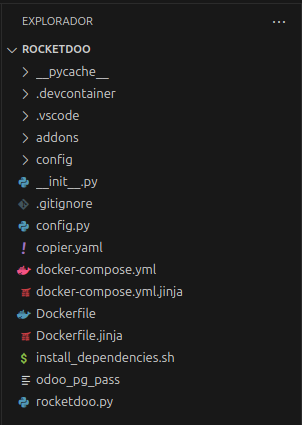 EXPLORADOR ...
ROCKETDOO
__pycache__
.devcontainer
.vscode
addons
config
__init__.py
.gitignore
config.py
copier.yaml
docker-compose.yml
docker-compose.yml.jinja
Dockerfile
Dockerfile.jinja
install_dependencies.sh
odoo_pg_pass
rocketdoo.py